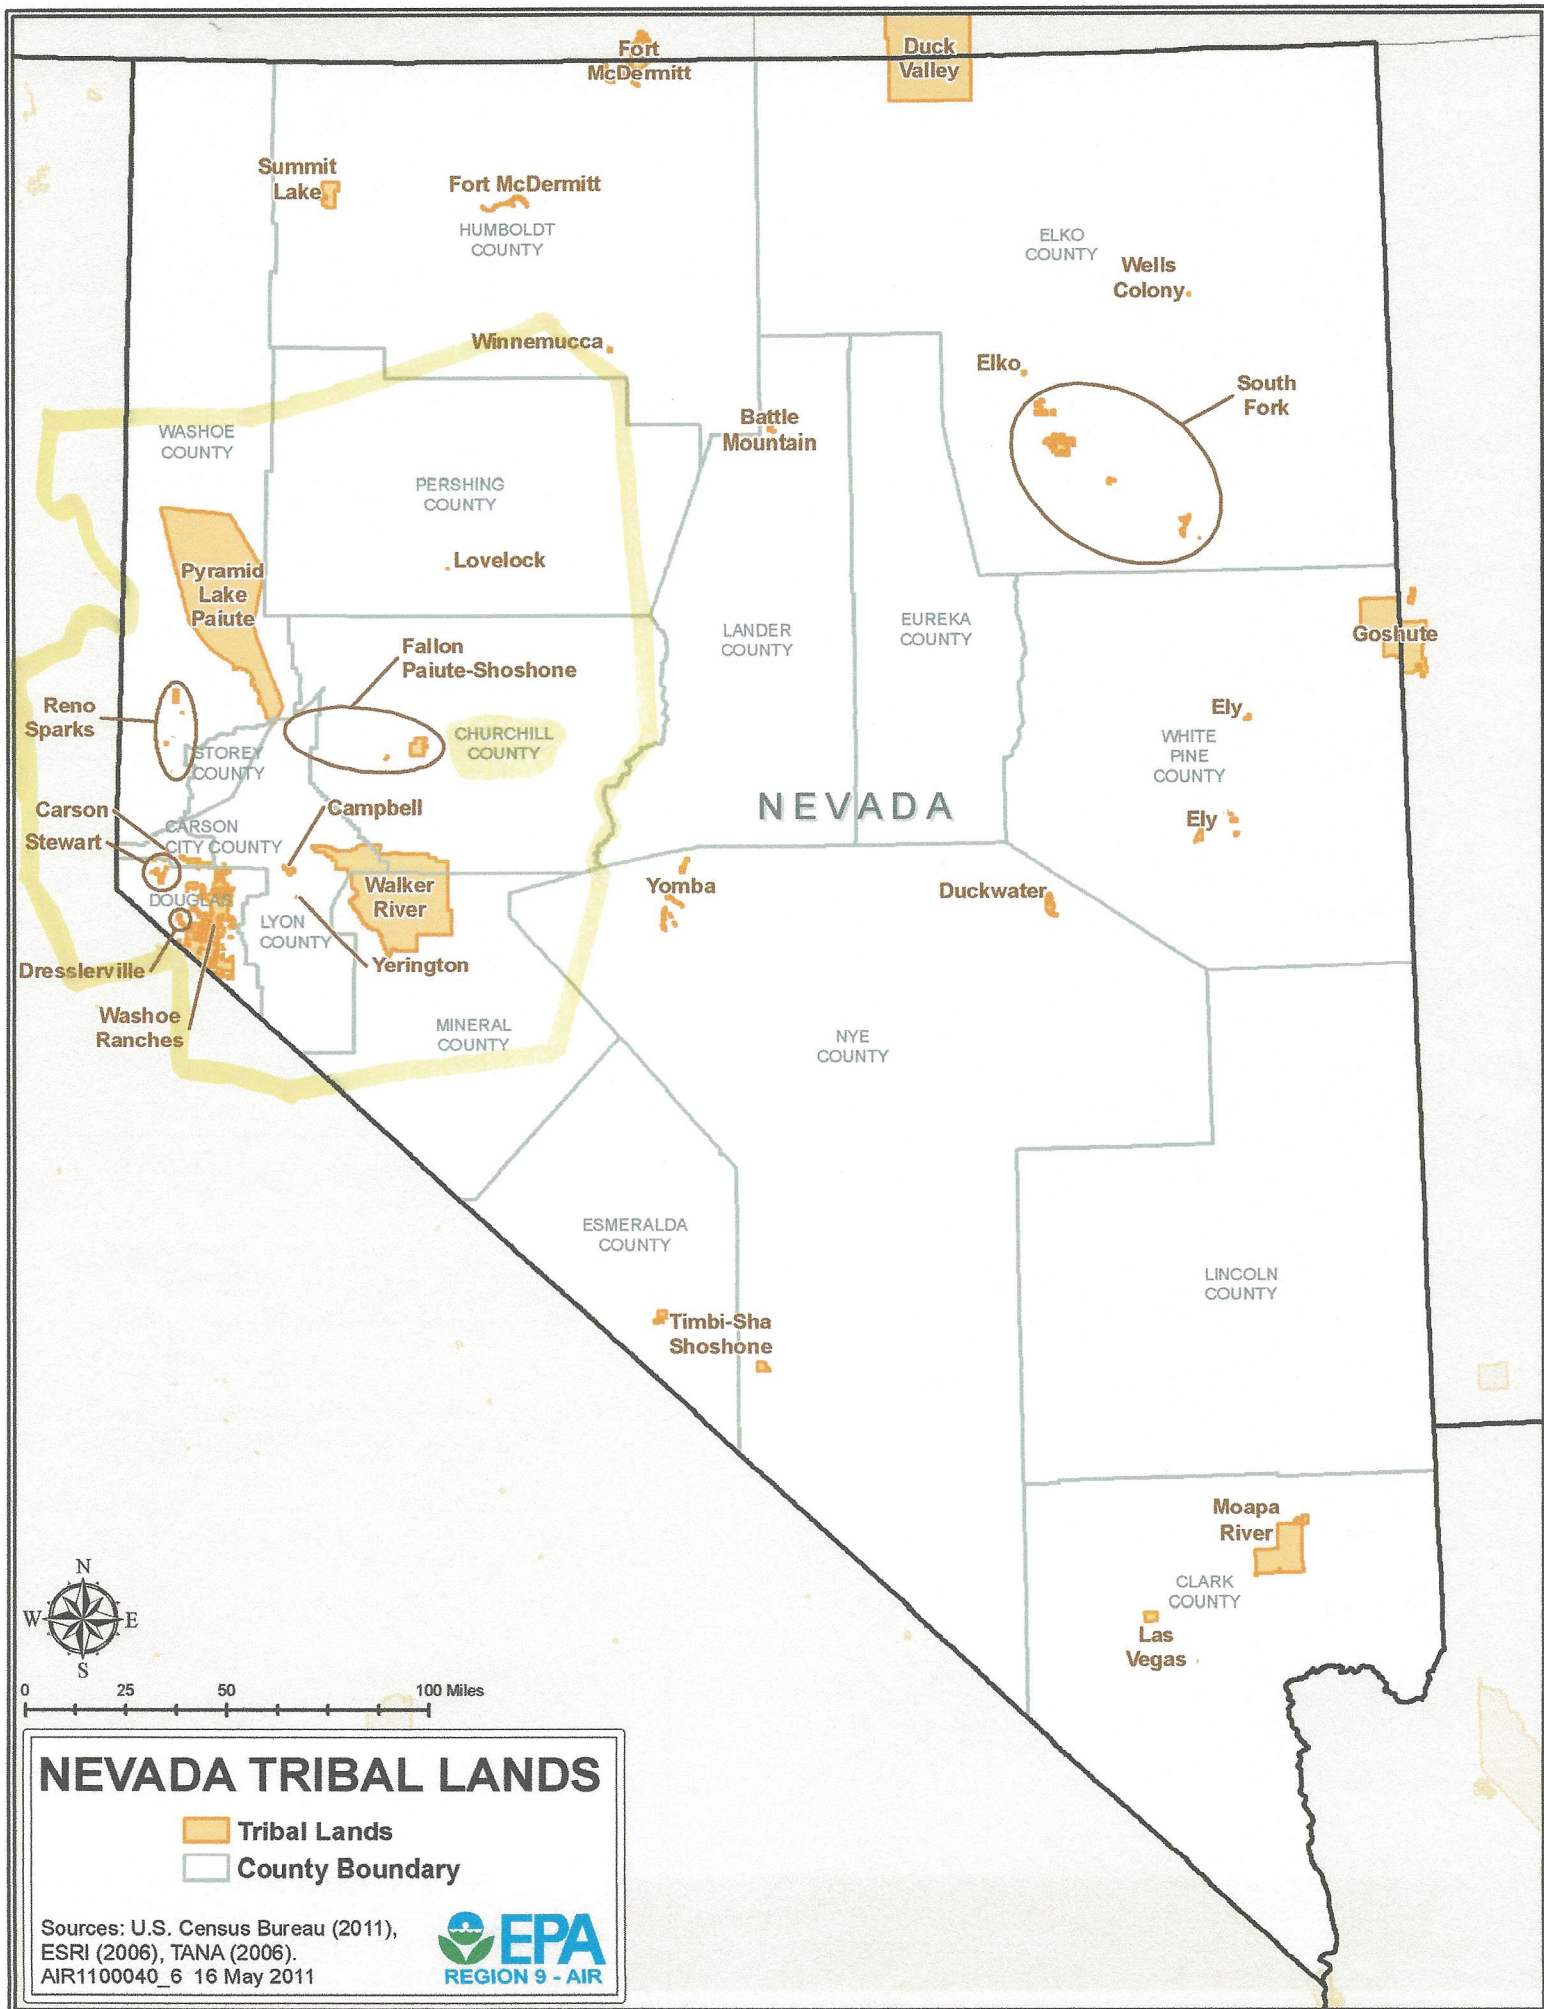 Fort
McDermitt
Duck
Valley
Summit
Lake
Fort McDermitt
HUMBOLDT
COUNTY
ELKO
COUNTY
Wells
Colony
Winnemucca
Elko
South
Fork
Battle
Mountain
WASHOE
COUNTY
PERSHING
COUNTY
Lovelock
Pyramid
Lake
Paiute
LANDER
COUNTY
EUREKA
COUNTY
Goshute
Fallon
Paiute-Shoshone
Reno
Sparks
CHURCHILL
COUNTY
STOREY
COUNTY
Ely
WHITE
PINE
COUNTY
NEVADA
Carson
Campbell
Stewart
CARSON
CITY COUNTY
Ely
DOUGLAS
Walker
River
Yomba
Duckwater
LYON
COUNTY
Dresslerville
Yerington
Washoe
Ranches
MINERAL
COUNTY
NYE
COUNTY
ESMERALDA
COUNTY
LINCOLN
COUNTY
Timbi-Sha
Shoshone
Moapa
River
CLARK
COUNTY
Las
Vegas
N
W E
S
0 25 50 100 Miles
NEVADA TRIBAL LANDS
Tribal Lands
County Boundary
Sources: U.S. Census Bureau (2011),
ESRI (2006), TANA (2006).
AIR1100040_6 16 May 2011
EPA
REGION 9 - AIR